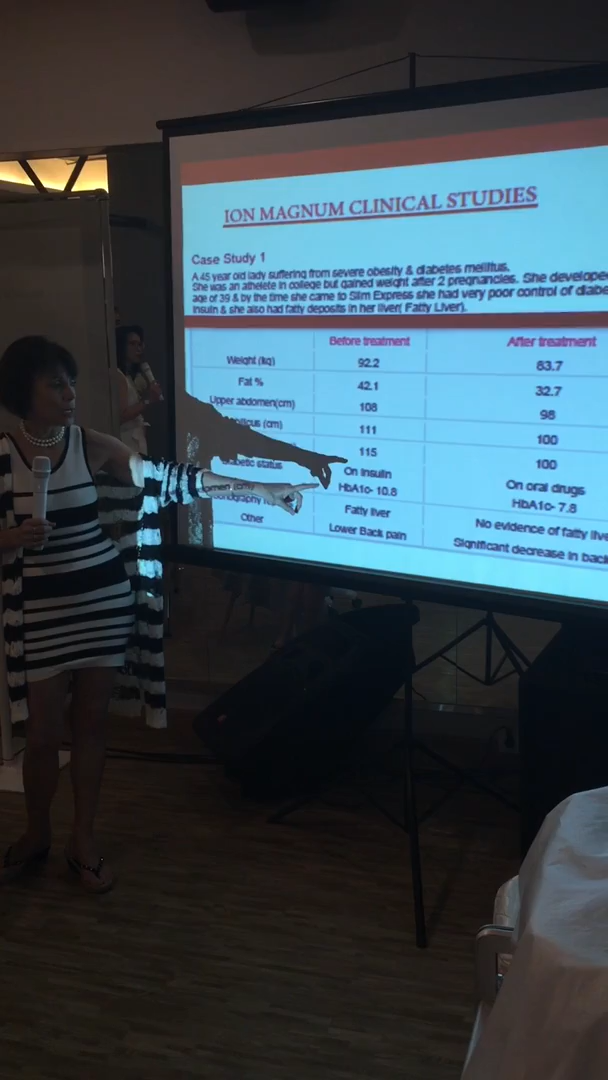 ION MAGNUM CLINICAL STUDIES
Case Study 1
A 45 year old lady suffering from severe obesity & diabetes mellitus.
She was an athelete in college but gained weight after 2 pregnancies. She develope
age of 39 & by the time she came to Slim Express she had very poor control of diabe
insulin & she also had fatty deposits in her liver( Fatty Liver).
Before treatment After treatment
Weight (kg) 92.2 83.7
Fat % 42.1 32.7
Upper abdomen(cm) 108 98
(cm) 111 100
115 100
status On insulin On oral drugs
HbA1c- 10.8 HbA1c- 7.8
Fatty liver No evidence of fatty live
Other Lower Back pain Significant decrease in back